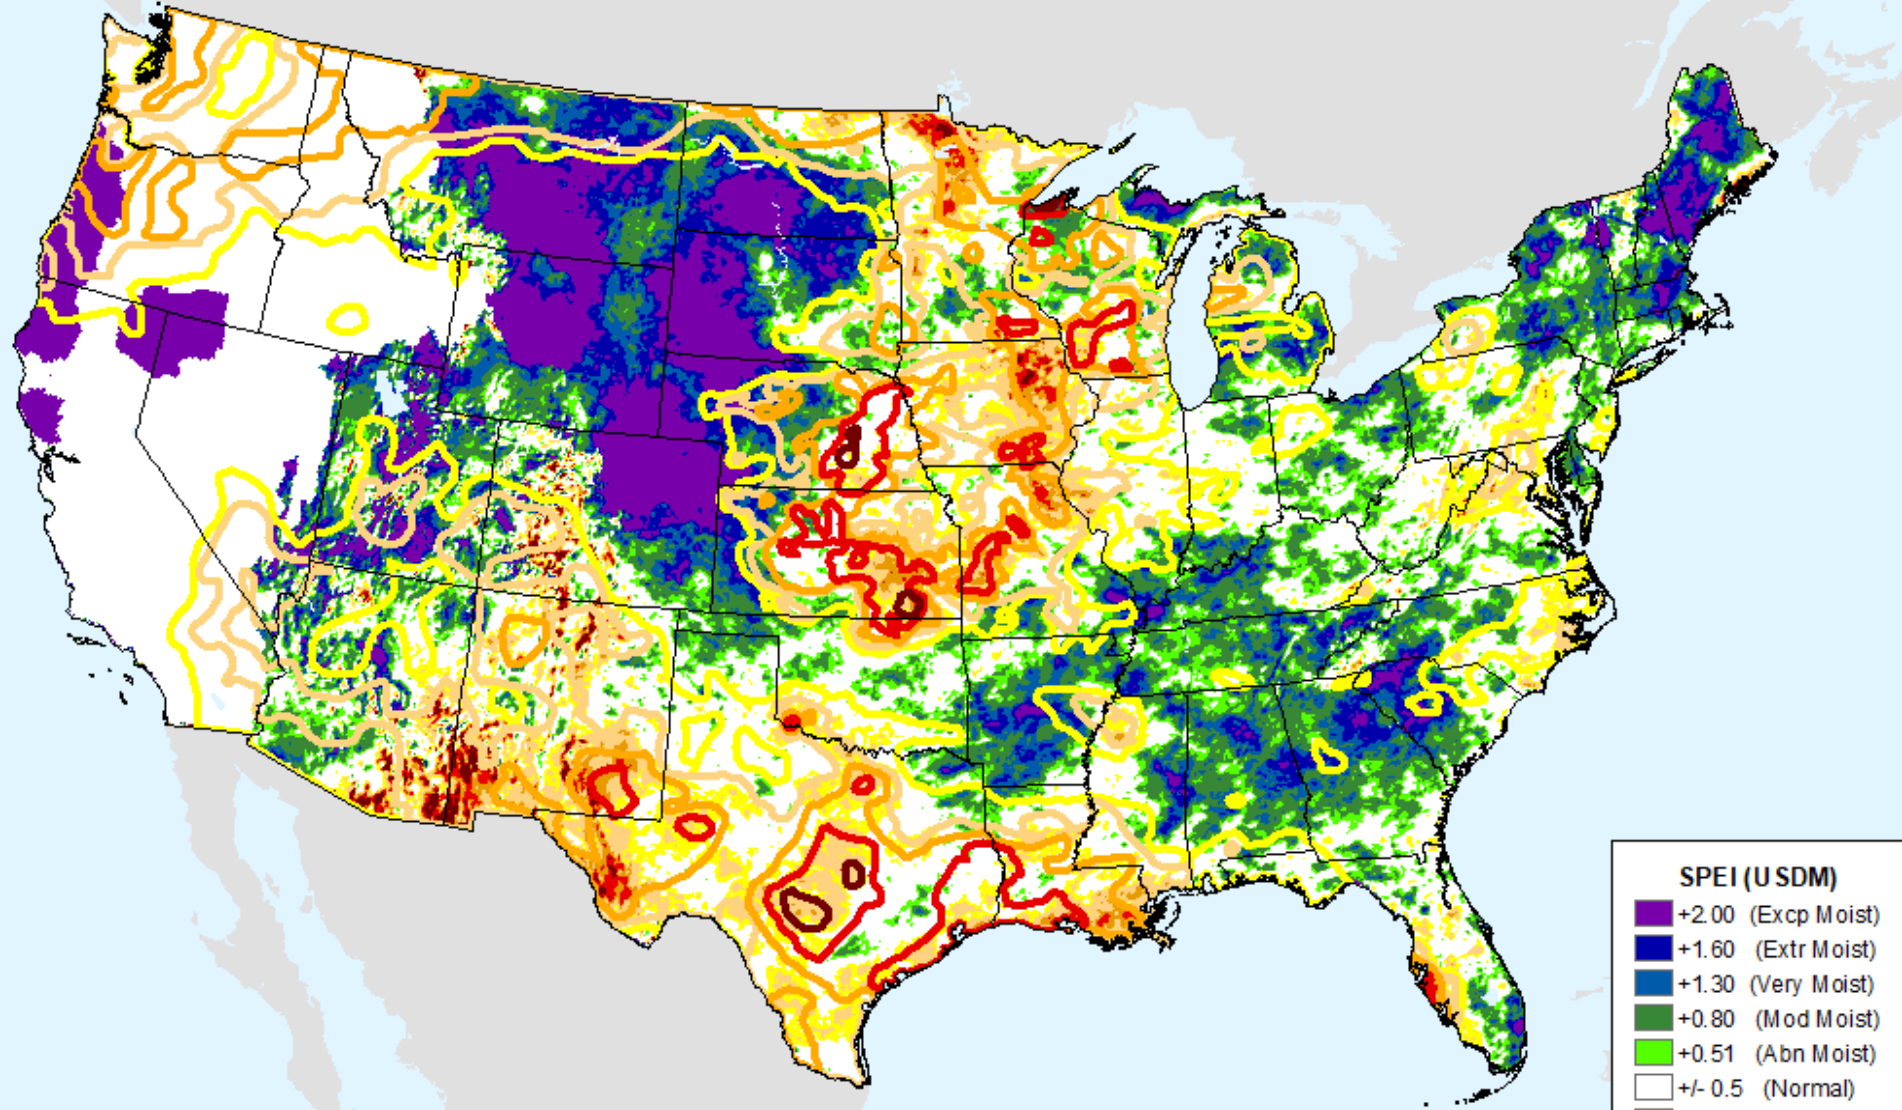 SPEI (USDM)
+2.00 (Excp Moist)
+1.60 (Extr Moist)
+1.30 (Very Moist)
+0.80 (Mod Moist)
+0.51 (Abn Moist)
+/- 0.5 (Normal)